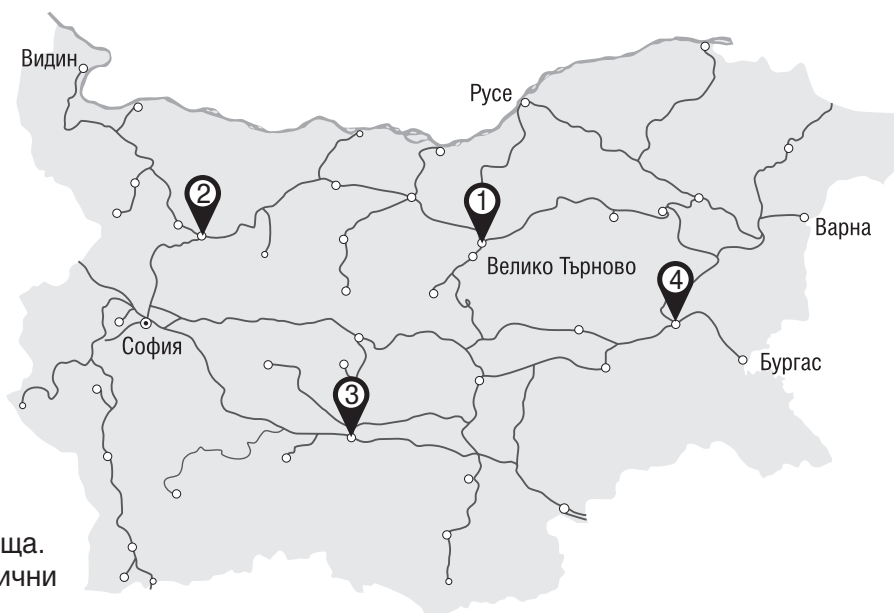 Видин
Русе
2
1
Варна
Велико Търново
4
София
Бургас
3
ща.
ични